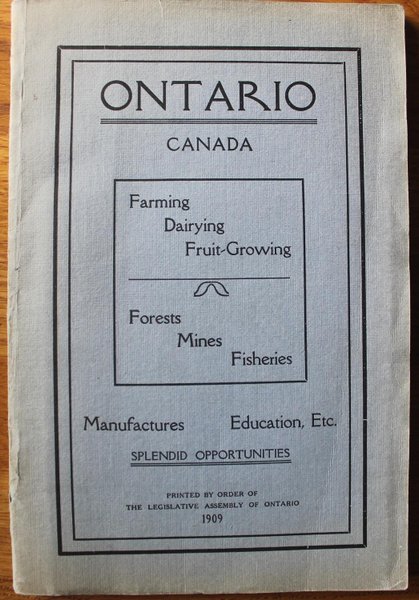 ONTARIO
CANADA
Farming
Dairying
Fruit-Growing
Forests
Mines
Fisheries
Manufactures Education, Etc.
SPLENDID OPPORTUNITIES
PRINTED BY ORDER OF
THE LEGISLATIVE ASSEMBLY OF ONTARIO
1909